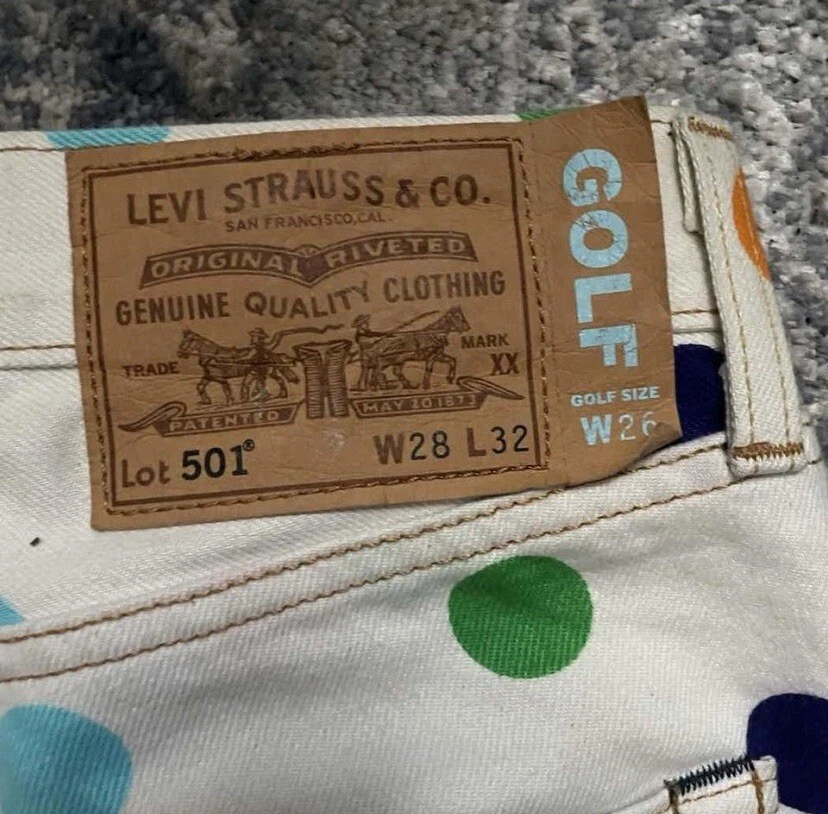 LEVI STRAUSS & CO.
SAN FRANCISCO, CAL.
ORIGINAL RIVETED
GENUINE QUALITY CLOTHING
TRADE MARK
XX
PATENTED MAY 20 1873
Lot 501® W28 L32
GOLF
GOLF SIZE
W26